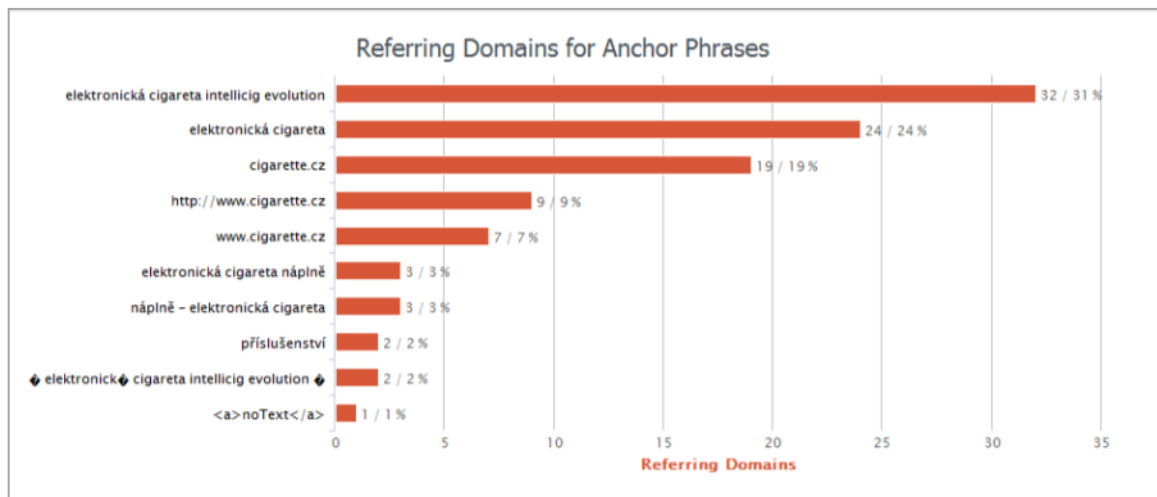 Referring Domains for Anchor Phrases
elektronická cigareta intellicig evolution 32 / 31 %
elektronická cigareta 24 / 24 %
cigarette.cz 19 / 19 %
http://www.cigarette.cz 9 / 9 %
www.cigarette.cz 7 / 7 %
elektronická cigareta náplně 3 / 3 %
náplně – elektronická cigareta 3 / 3 %
příslušenství 2 / 2 %
� elektronick� cigareta intellicig evolution � 2 / 2 %
<a>noText</a> 1 / 1 %
0 5 10 15 20 25 30 35
Referring Domains